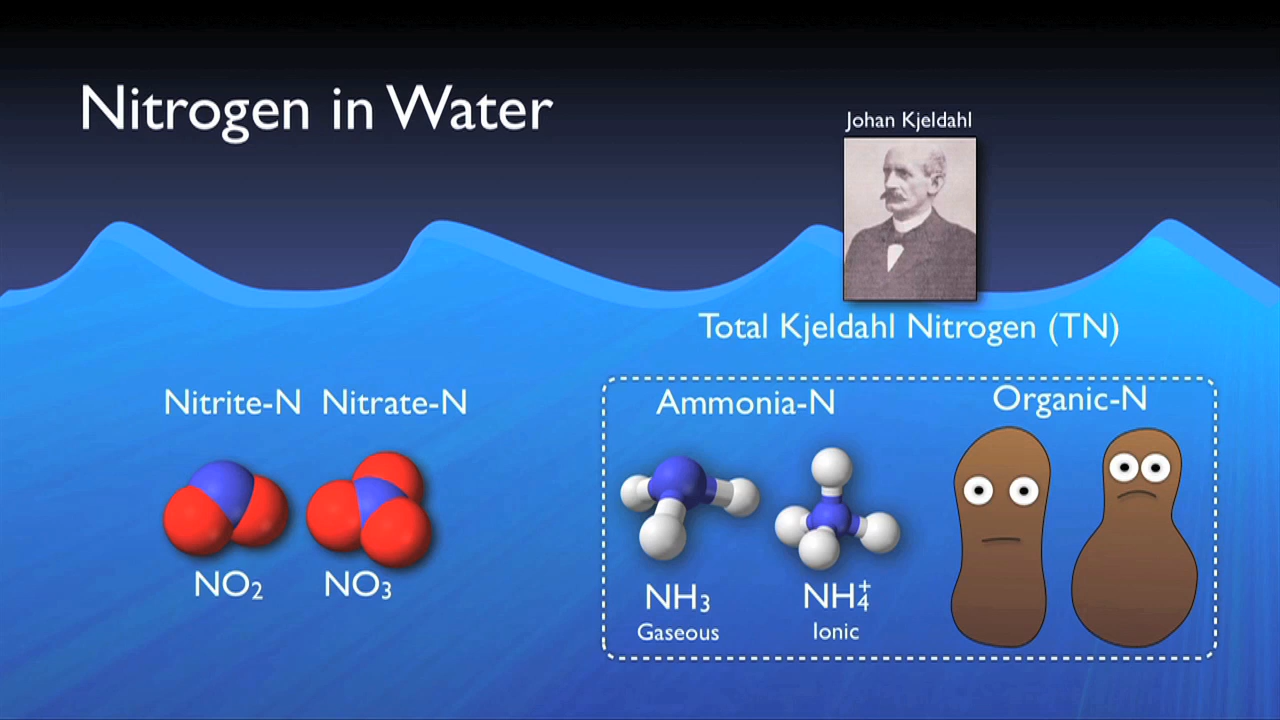 Nitrogen in Water
Johan Kjeldahl
Total Kjeldahl Nitrogen (TN)
Nitrite-N Nitrate-N Ammonia-N Organic-N
NO₂ NO₃ NH₃ NH₄⁺
Gaseous Ionic